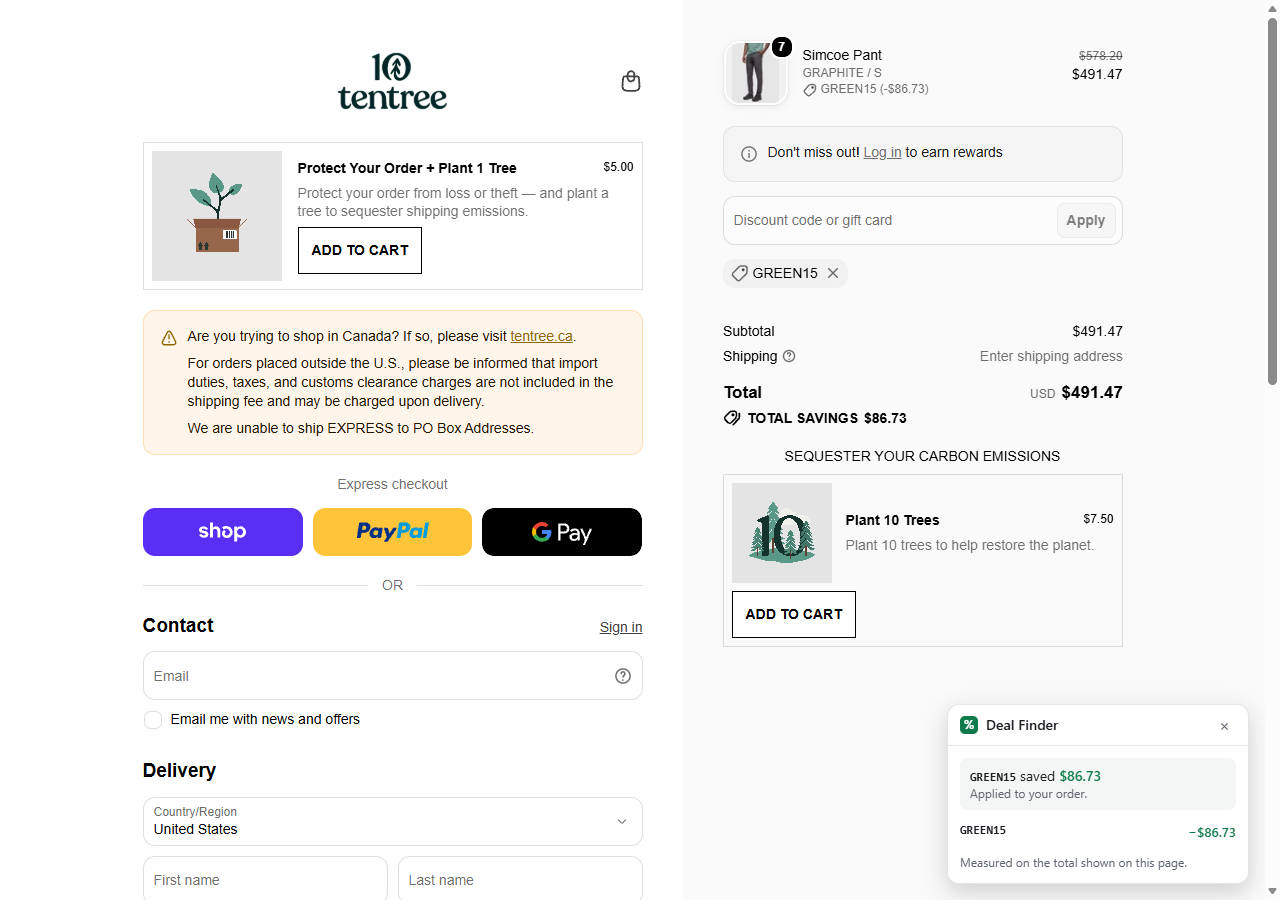 10
tentree
Protect Your Order + Plant 1 Tree
$5.00
Protect your order from loss or theft — and plant a
tree to sequester shipping emissions.
ADD TO CART
Are you trying to shop in Canada? If so, please visit tentree.ca.
For orders placed outside the U.S., please be informed that import
duties, taxes, and customs clearance charges are not included in the
shipping fee and may be charged upon delivery.
We are unable to ship EXPRESS to PO Box Addresses.
Express checkout
shop
PayPal
G Pay
OR
Contact
Sign in
Email
Email me with news and offers
Delivery
Country/Region
United States
First name
Last name
7
Simcoe Pant
$578.20
GRAPHITE / S
$491.47
GREEN15 (-$86.73)
Don't miss out! Log in to earn rewards
Discount code or gift card
Apply
GREEN15
Subtotal
$491.47
Shipping
Enter shipping address
Total
USD $491.47
TOTAL SAVINGS $86.73
SEQUESTER YOUR CARBON EMISSIONS
10
Plant 10 Trees
$7.50
Plant 10 trees to help restore the planet.
ADD TO CART
% Deal Finder
×
GREEN15 saved $86.73
Applied to your order.
GREEN15
−$86.73
Measured on the total shown on this page.